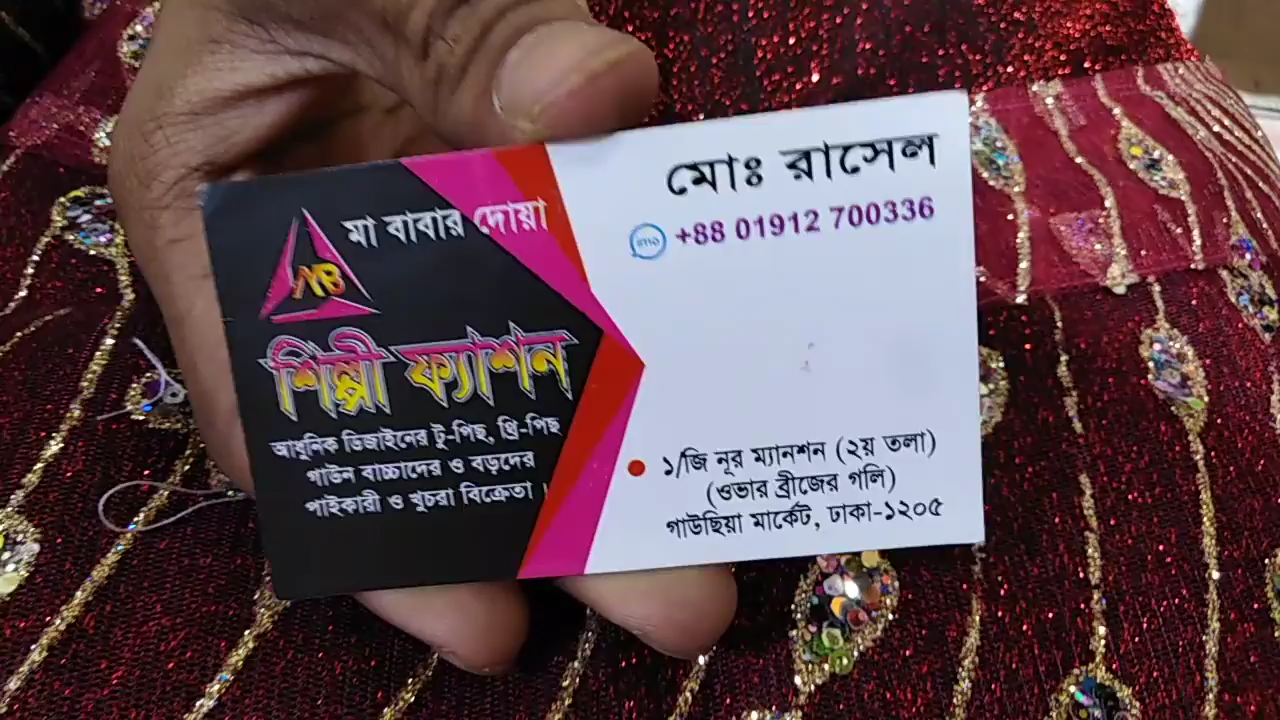 মা বাবার দোয়া
NB
শিল্পী ফ্যাশন
আধুনিক ডিজাইনের টু-পিছ, থ্রি-পিছ
গাউন বাচ্চাদের ও বড়দের
পাইকারী ও খুচরা বিক্রেতা।
মোঃ রাসেল
imo +88 01912 700336
১/জি নূর ম্যানশন (২য় তলা)
(ওভার ব্রীজের গলি)
গাউছিয়া মার্কেট, ঢাকা-১২০৫